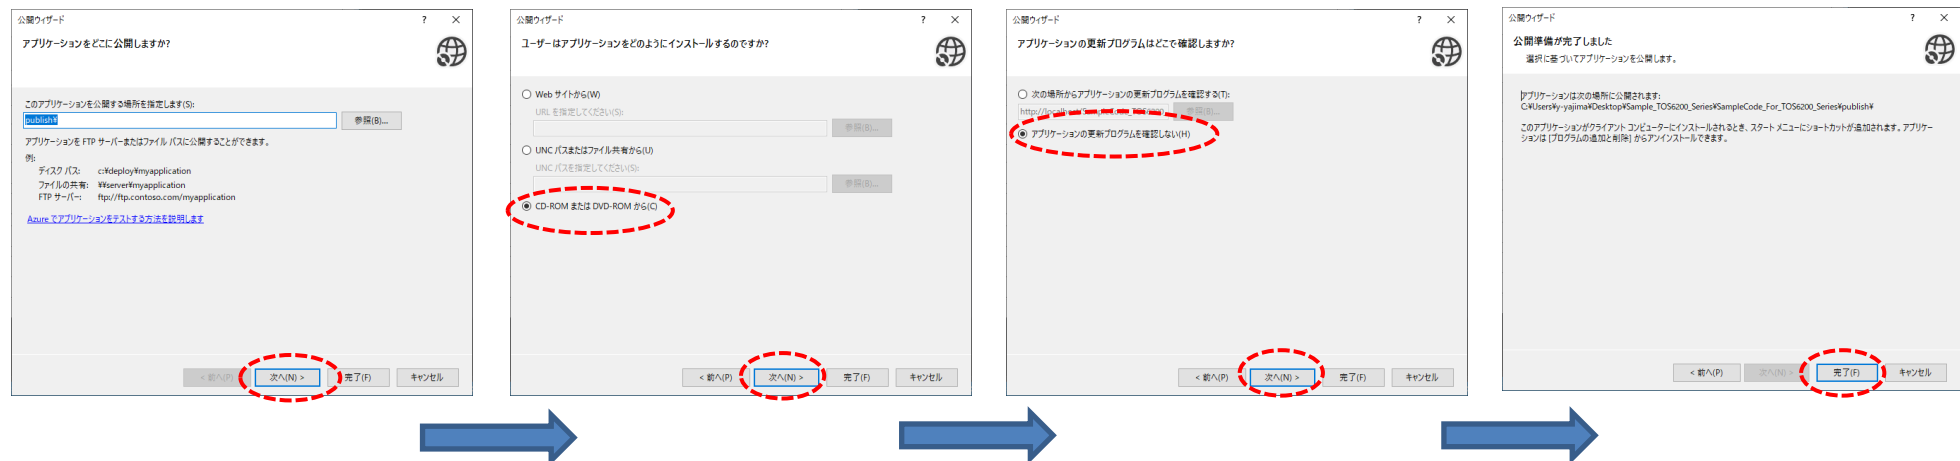 公開ウィザード
? ×
アプリケーションをどこに公開しますか?
このアプリケーションを公開する場所を指定します(S):
publish¥
参照(B)...
アプリケーションを FTP サーバーまたはファイル パスに公開することができます。
例:
ディスク パス: c:¥deploy¥myapplication
ファイルの共有: ¥¥server¥myapplication
FTP サーバー: ftp://ftp.contoso.com/myapplication
Azure でアプリケーションをテストする方法を説明します
< 前へ(P) 次へ(N) > 完了(F) キャンセル
公開ウィザード
? ×
ユーザーはアプリケーションをどのようにインストールするのですか?
Web サイトから(W)
URL を指定してください(S):
参照(B)...
UNC パスまたはファイル共有から(U)
UNC パスを指定してください(S):
参照(B)...
CD-ROM または DVD-ROM から(C)
< 前へ(P) 次へ(N) > 完了(F) キャンセル
公開ウィザード
? ×
アプリケーションの更新プログラムはどこで確認しますか?
次の場所からアプリケーションの更新プログラムを確認する(T):
参照(B)...
アプリケーションの更新プログラムを確認しない(H)
< 前へ(P) 次へ(N) > 完了(F) キャンセル
公開ウィザード
? ×
公開準備が完了しました
選択に基づいてアプリケーションを公開します。
アプリケーションは次の場所に公開されます:
C:¥Users¥y-yajima¥Desktop¥Sample_TOS6200_Series¥SampleCode_For_TOS6200_Series¥publish¥
このアプリケーションがクライアント コンピューターにインストールされるとき、スタート メニューにショートカットが追加されます。アプリケー
ションは [プログラムの追加と削除] からアンインストールできます。
< 前へ(P) 次へ(N) > 完了(F) キャンセル